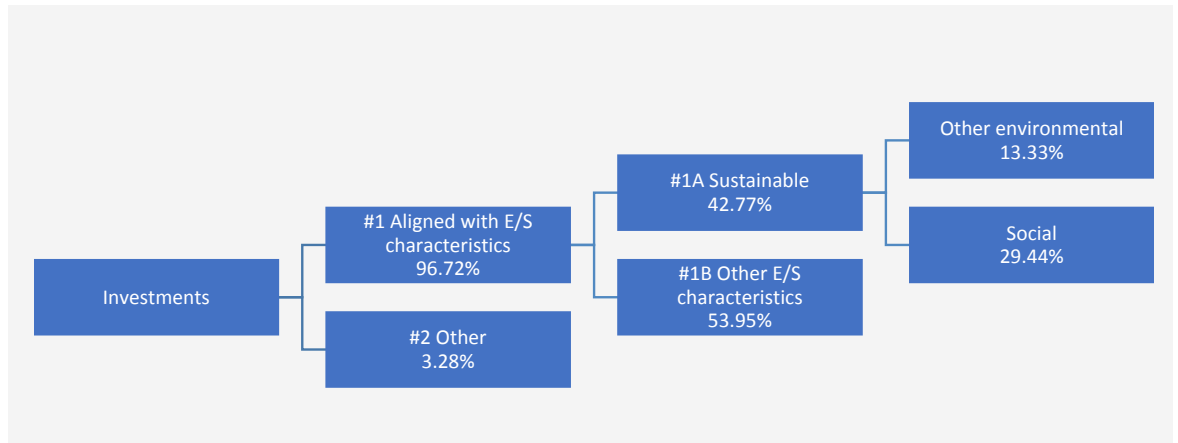 Investments
#1 Aligned with E/S
characteristics
96.72%
#2 Other
3.28%
#1A Sustainable
42.77%
#1B Other E/S
characteristics
53.95%
Other environmental
13.33%
Social
29.44%